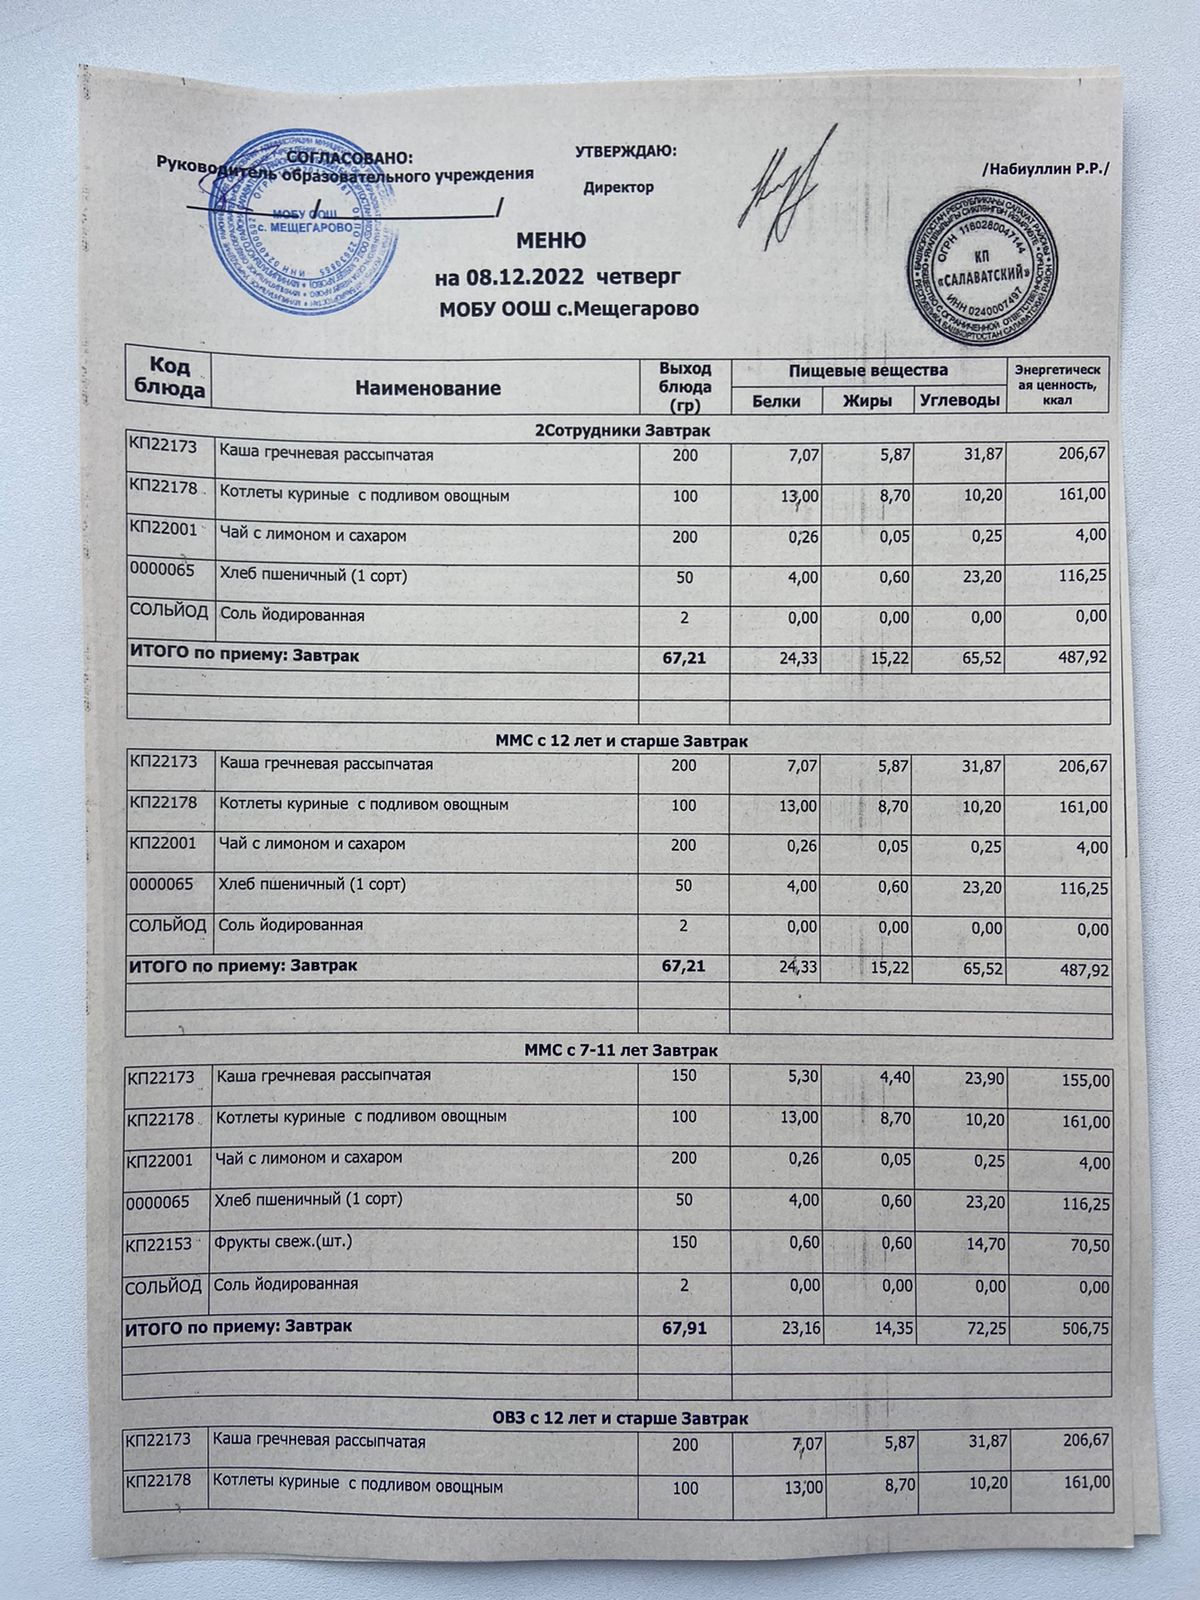 СОГЛАСОВАНО:
Руководитель образовательного учреждения
УТВЕРЖДАЮ:
Директор
/Набиуллин Р.Р./
МОБУ ООШ
с. МЕЩЕГАРОВО
КП
«САЛАВАТСКИЙ»
ОГРН 1160280047144
ИНН 0240007497
МЕНЮ
на 08.12.2022 четверг
МОБУ ООШ с.Мещегарово
Код блюда Наименование Выход блюда (гр) Пищевые вещества Энергетическ ая ценность, ккал
Белки Жиры Углеводы
2Сотрудники Завтрак
КП22173 Каша гречневая рассыпчатая 200 7,07 5,87 31,87 206,67
КП22178 Котлеты куриные с подливом овощным 100 13,00 8,70 10,20 161,00
КП22001 Чай с лимоном и сахаром 200 0,26 0,05 0,25 4,00
0000065 Хлеб пшеничный (1 сорт) 50 4,00 0,60 23,20 116,25
СОЛЬЙОД Соль йодированная 2 0,00 0,00 0,00 0,00
ИТОГО по приему: Завтрак 67,21 24,33 15,22 65,52 487,92
ММС с 12 лет и старше Завтрак
КП22173 Каша гречневая рассыпчатая 200 7,07 5,87 31,87 206,67
КП22178 Котлеты куриные с подливом овощным 100 13,00 8,70 10,20 161,00
КП22001 Чай с лимоном и сахаром 200 0,26 0,05 0,25 4,00
0000065 Хлеб пшеничный (1 сорт) 50 4,00 0,60 23,20 116,25
СОЛЬЙОД Соль йодированная 2 0,00 0,00 0,00 0,00
ИТОГО по приему: Завтрак 67,21 24,33 15,22 65,52 487,92
ММС с 7-11 лет Завтрак
КП22173 Каша гречневая рассыпчатая 150 5,30 4,40 23,90 155,00
КП22178 Котлеты куриные с подливом овощным 100 13,00 8,70 10,20 161,00
КП22001 Чай с лимоном и сахаром 200 0,26 0,05 0,25 4,00
0000065 Хлеб пшеничный (1 сорт) 50 4,00 0,60 23,20 116,25
КП22153 Фрукты свеж.(шт.) 150 0,60 0,60 14,70 70,50
СОЛЬЙОД Соль йодированная 2 0,00 0,00 0,00 0,00
ИТОГО по приему: Завтрак 67,91 23,16 14,35 72,25 506,75
ОВЗ с 12 лет и старше Завтрак
КП22173 Каша гречневая рассыпчатая 200 7,07 5,87 31,87 206,67
КП22178 Котлеты куриные с подливом овощным 100 13,00 8,70 10,20 161,00